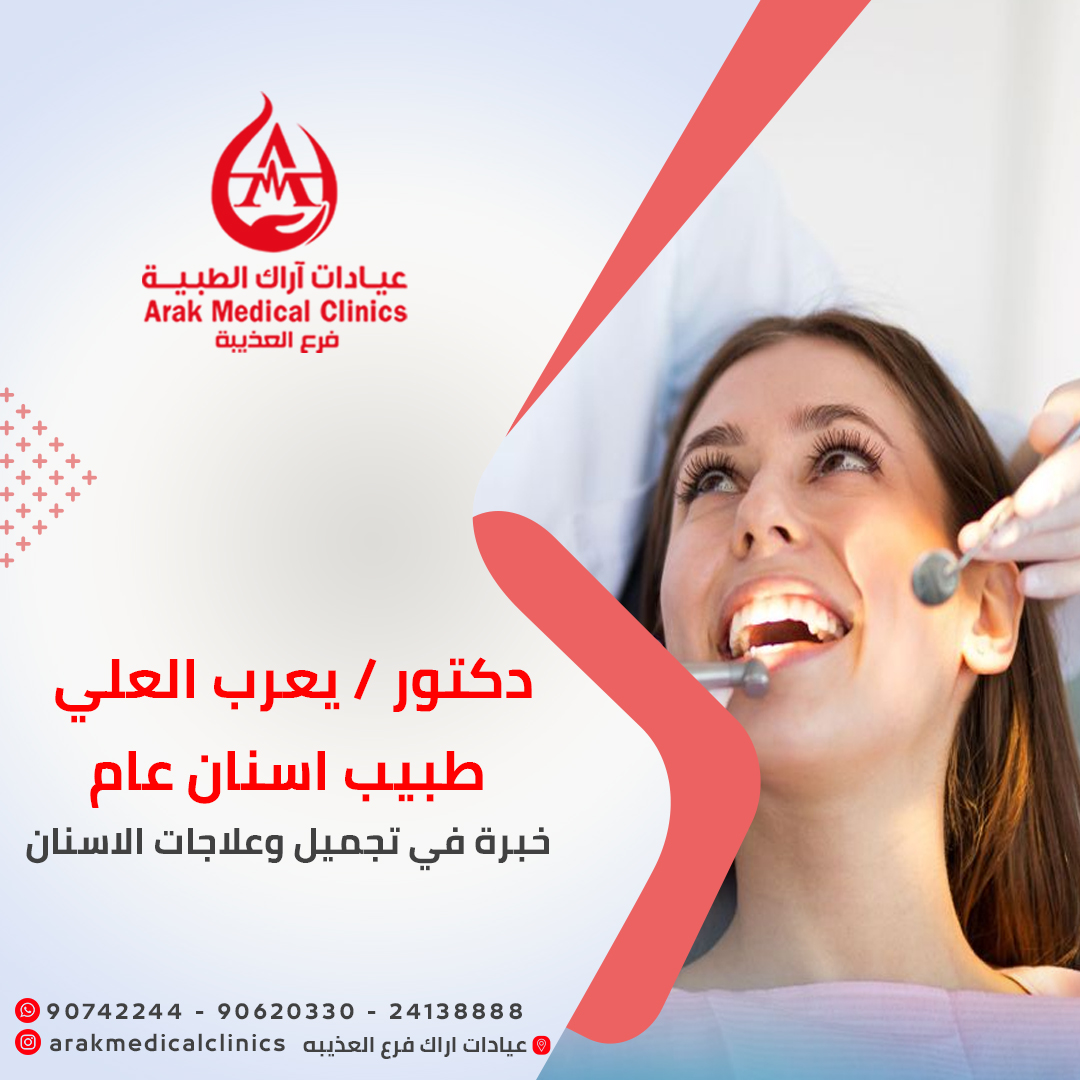 عيادات آراك الطبية
Arak Medical Clinics
فرع العذيبة
دكتور / يعرب العلي
طبيب اسنان عام
خبرة في تجميل وعلاجات الاسنان
90742244 - 90620330 - 24138888
arakmedicalclinics عيادات اراك فرع العذيبه